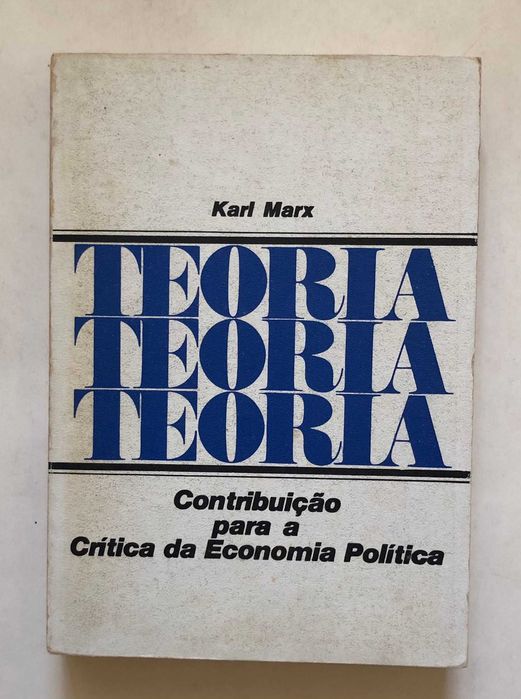 Karl Marx
TEORIA
TEORIA
TEORIA
Contribuição
para a
Crítica da Economia Política